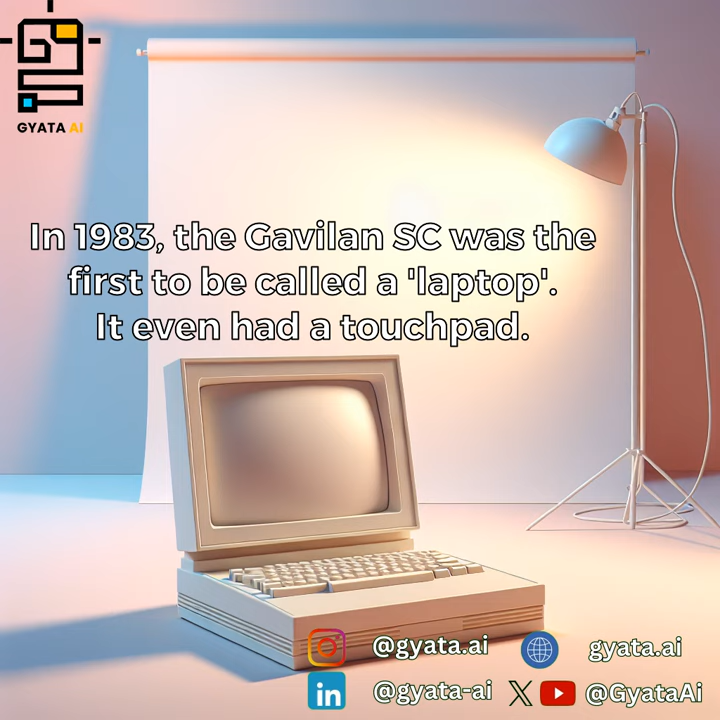 GYATA AI
In 1983, the Gavilan SC was the
first to be called a 'laptop'.
It even had a touchpad.
@gyata.ai
gyata.ai
@gyata-ai
@GyataAi